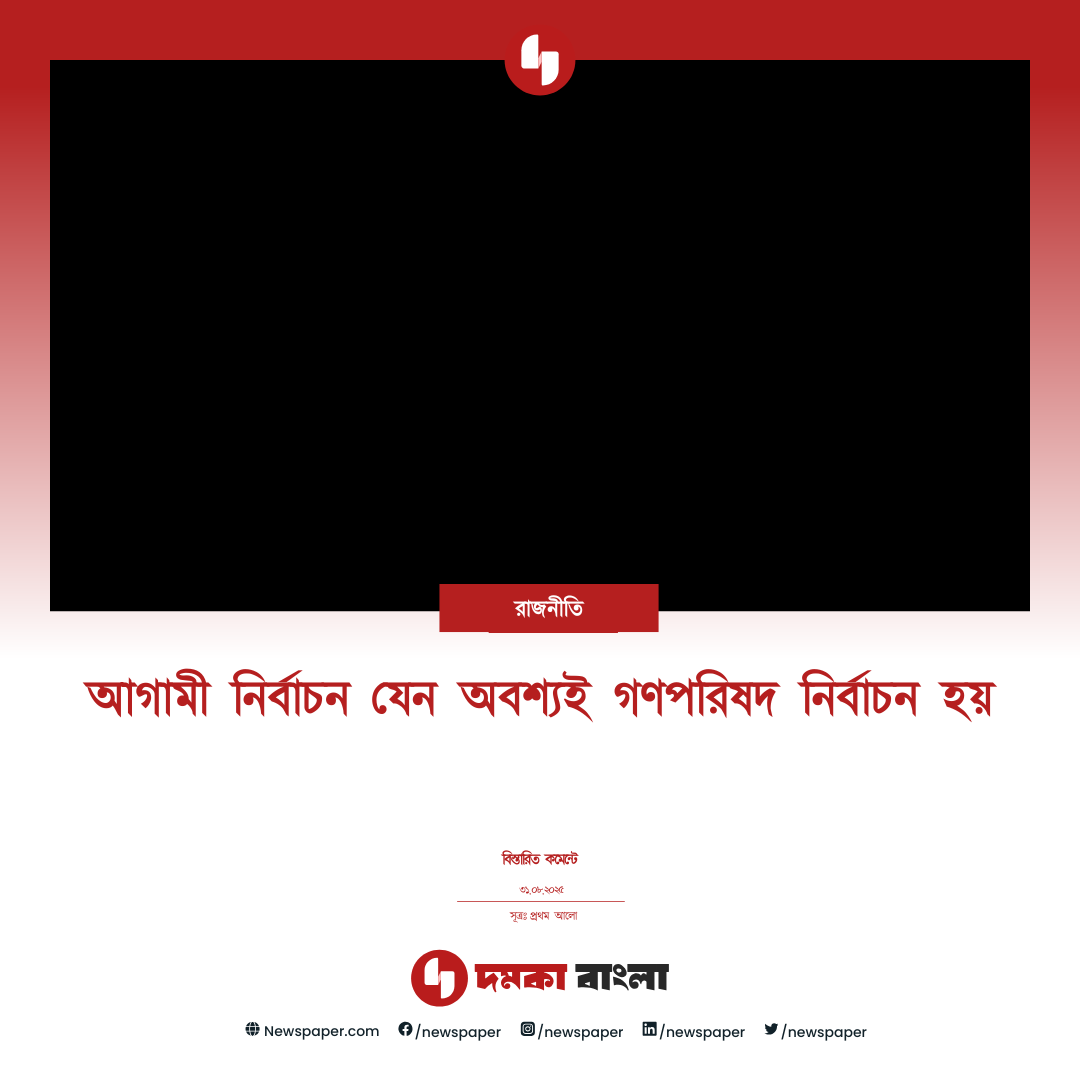 রাজনীতি
আগামী নির্বাচন যেন অবশ্যই গণপরিষদ নির্বাচন হয়
বিস্তারিত কমেন্টে
৩১.০৮.২০২৫
সূত্রঃ প্রথম আলো
দমকা বাংলা
Newspaper.com /newspaper /newspaper /newspaper /newspaper